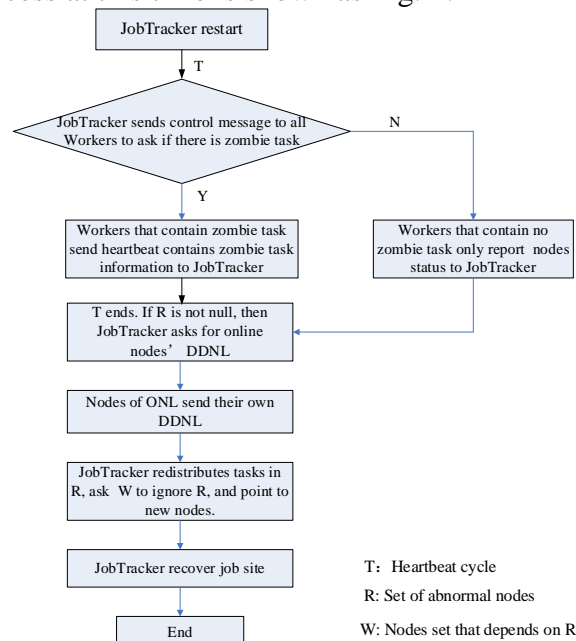 JobTracker restart
T
JobTracker sends control message to all
Workers to ask if there is zombie task
N
Y
Workers that contain zombie task
send heartbeat contains zombie task
information to JobTracker
Workers that contain no
zombie task only report nodes
status to JobTracker
T ends. If R is not null, then
JobTracker asks for online
nodes’ DDNL
Nodes of ONL send their own
DDNL
JobTracker redistributes tasks in
R, ask W to ignore R, and point to
new nodes.
JobTracker recover job site
End
T: Heartbeat cycle
R: Set of abnormal nodes
W: Nodes set that depends on R